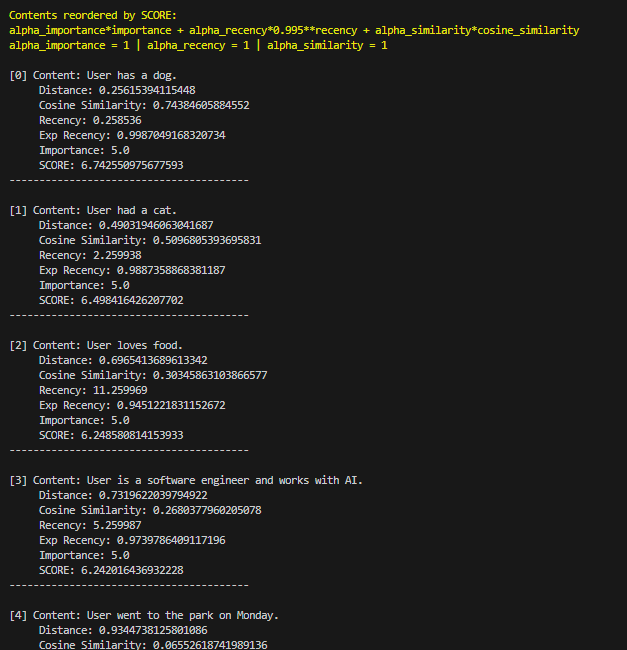 Contents reordered by SCORE:
alpha_importance*importance + alpha_recency*0.995**recency + alpha_similarity*cosine_similarity
alpha_importance = 1 | alpha_recency = 1 | alpha_similarity = 1
[0] Content: User has a dog.
Distance: 0.25615394115448
Cosine Similarity: 0.74384605884552
Recency: 0.258536
Exp Recency: 0.9987049168320734
Importance: 5.0
SCORE: 6.742550975677593
----------------------------------------
[1] Content: User had a cat.
Distance: 0.49031946063041687
Cosine Similarity: 0.5096805393695831
Recency: 2.259938
Exp Recency: 0.9887358868381187
Importance: 5.0
SCORE: 6.498416426207702
----------------------------------------
[2] Content: User loves food.
Distance: 0.6965413689613342
Cosine Similarity: 0.30345863103866577
Recency: 11.259969
Exp Recency: 0.9451221831152672
Importance: 5.0
SCORE: 6.248580814153933
----------------------------------------
[3] Content: User is a software engineer and works with AI.
Distance: 0.7319622039794922
Cosine Similarity: 0.2680377960205078
Recency: 5.259987
Exp Recency: 0.9739786409117196
Importance: 5.0
SCORE: 6.242016436932228
----------------------------------------
[4] Content: User went to the park on Monday.
Distance: 0.9344738125801086
Cosine Similarity: 0.06552618741989136